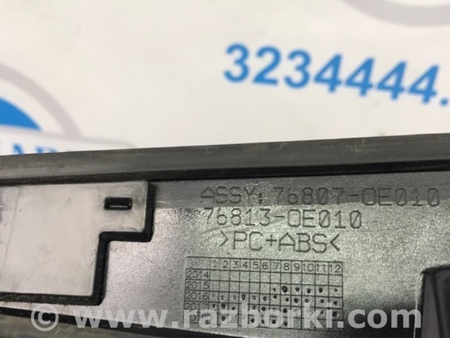 3234444.
ASSY: 76807-0E010
76813-0E010
>PC+ABS<
1 2 3 4 5 6 7 8 9 10 11 12
2014
2015
2016
www.razborki.com